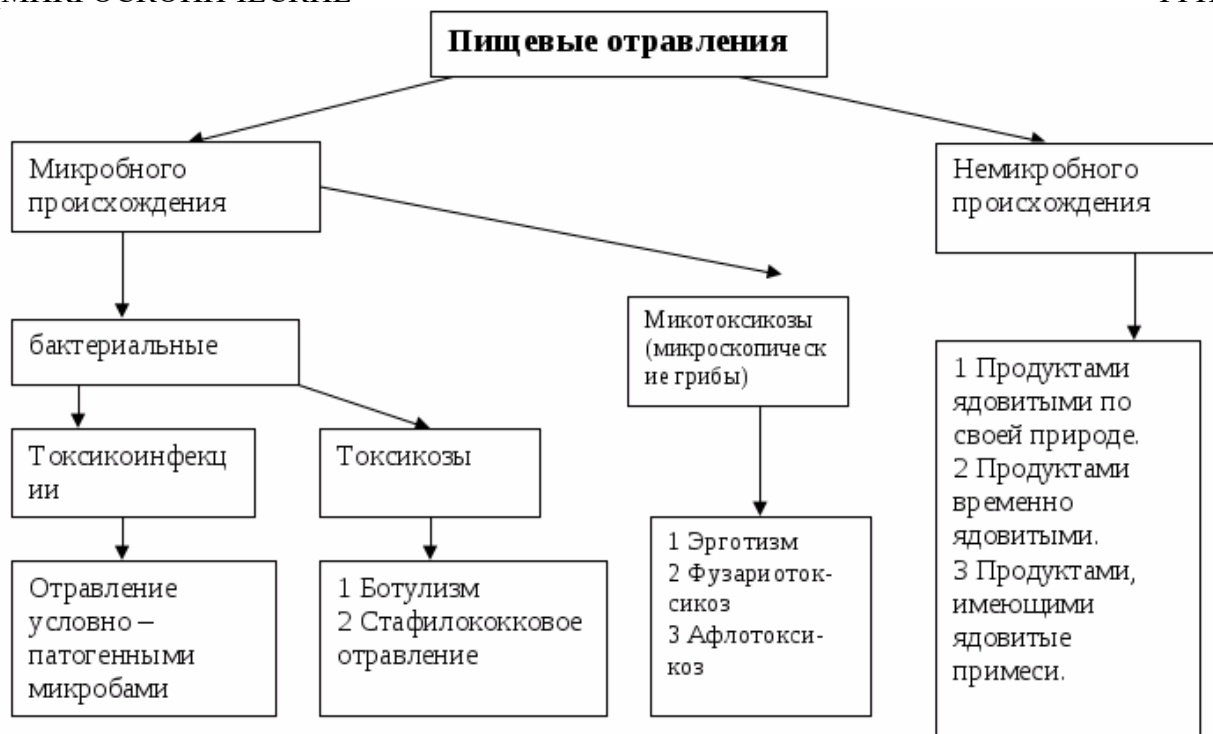 Пищевые отравления
Микробного
происхождения
Немикробного
происхождения
бактериальные
Микотоксикозы
(микроскопическ
ие грибы)
Токсикоинфекц
ии
Токсикозы
Отравление
условно –
патогенными
микробами
1 Ботулизм
2 Стафилококковое
отравление
1 Эрготизм
2 Фузариоток-
сикоз
3 Афлотокси-
коз
1 Продуктами
ядовитыми по
своей природе.
2 Продуктами
временно
ядовитыми.
3 Продуктами,
имеющими
ядовитые
примеси.